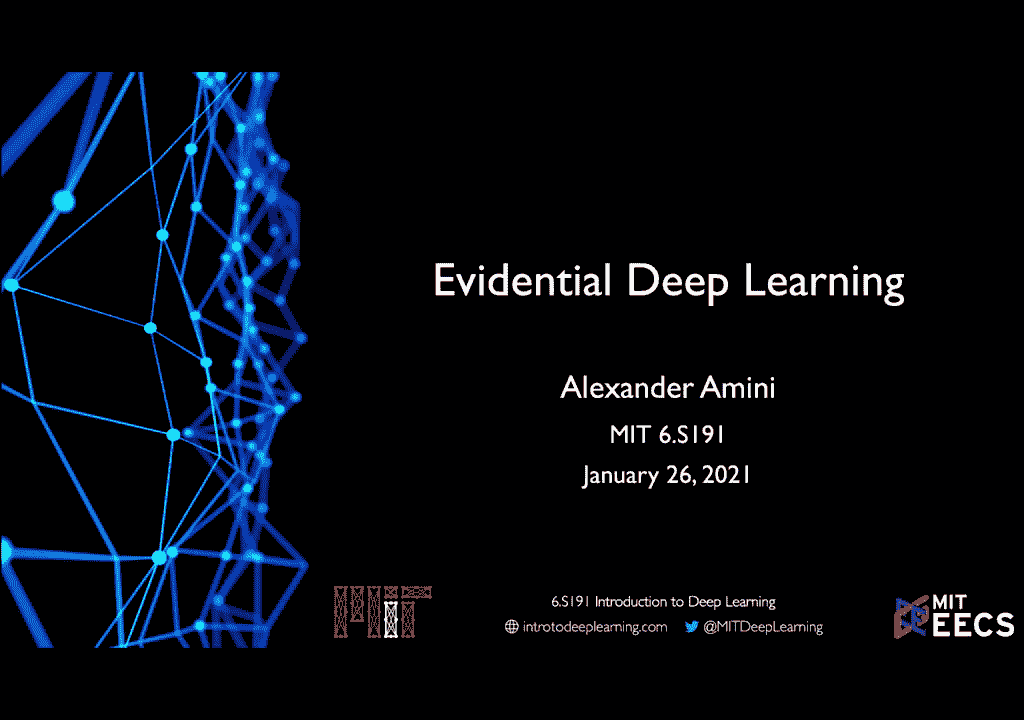 Evidential Deep Learning
Alexander Amini
MIT 6.S191
January 26, 2021
MIT
6.S191 Introduction to Deep Learning
introtodeeplearning.com @MITDeepLearning
MIT
EECS